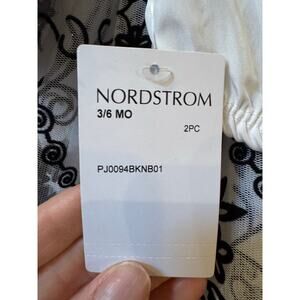 NORDSTROM
3/6 MO
2PC
PJ0094BKNB01